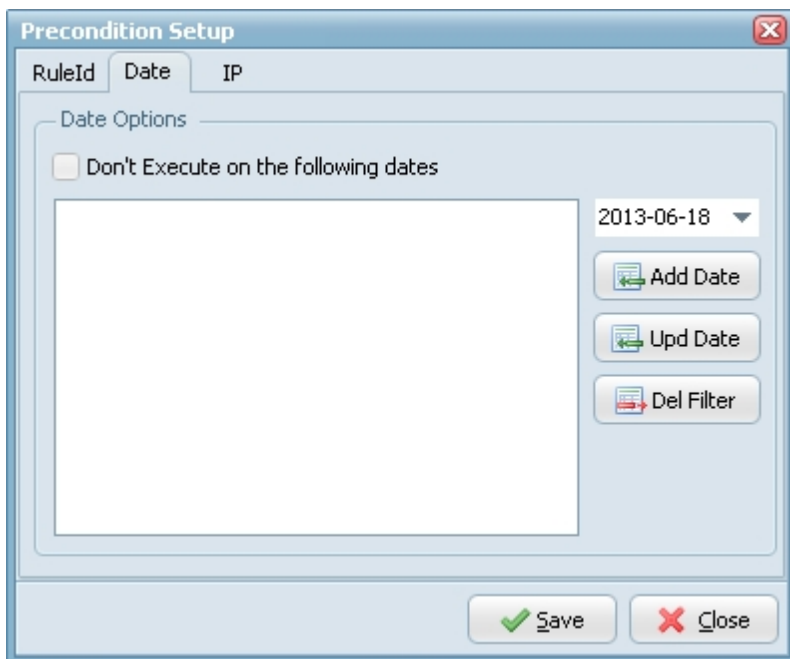 Precondition Setup
RuleId Date IP
Date Options
Don't Execute on the following dates
2013-06-18
Add Date
Upd Date
Del Filter
Save Close